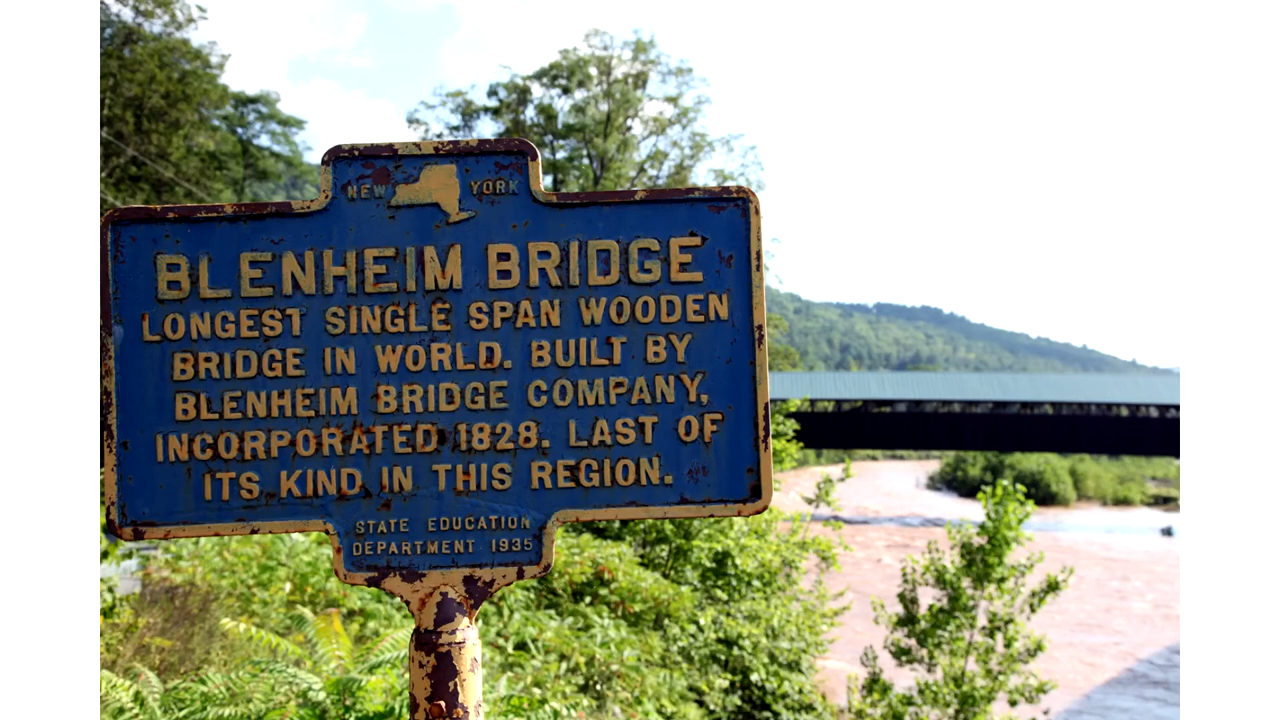 NEW YORK
BLENHEIM BRIDGE
LONGEST SINGLE SPAN WOODEN
BRIDGE IN WORLD. BUILT BY
BLENHEIM BRIDGE COMPANY,
INCORPORATED 1828. LAST OF
ITS KIND IN THIS REGION.
STATE EDUCATION
DEPARTMENT 1935